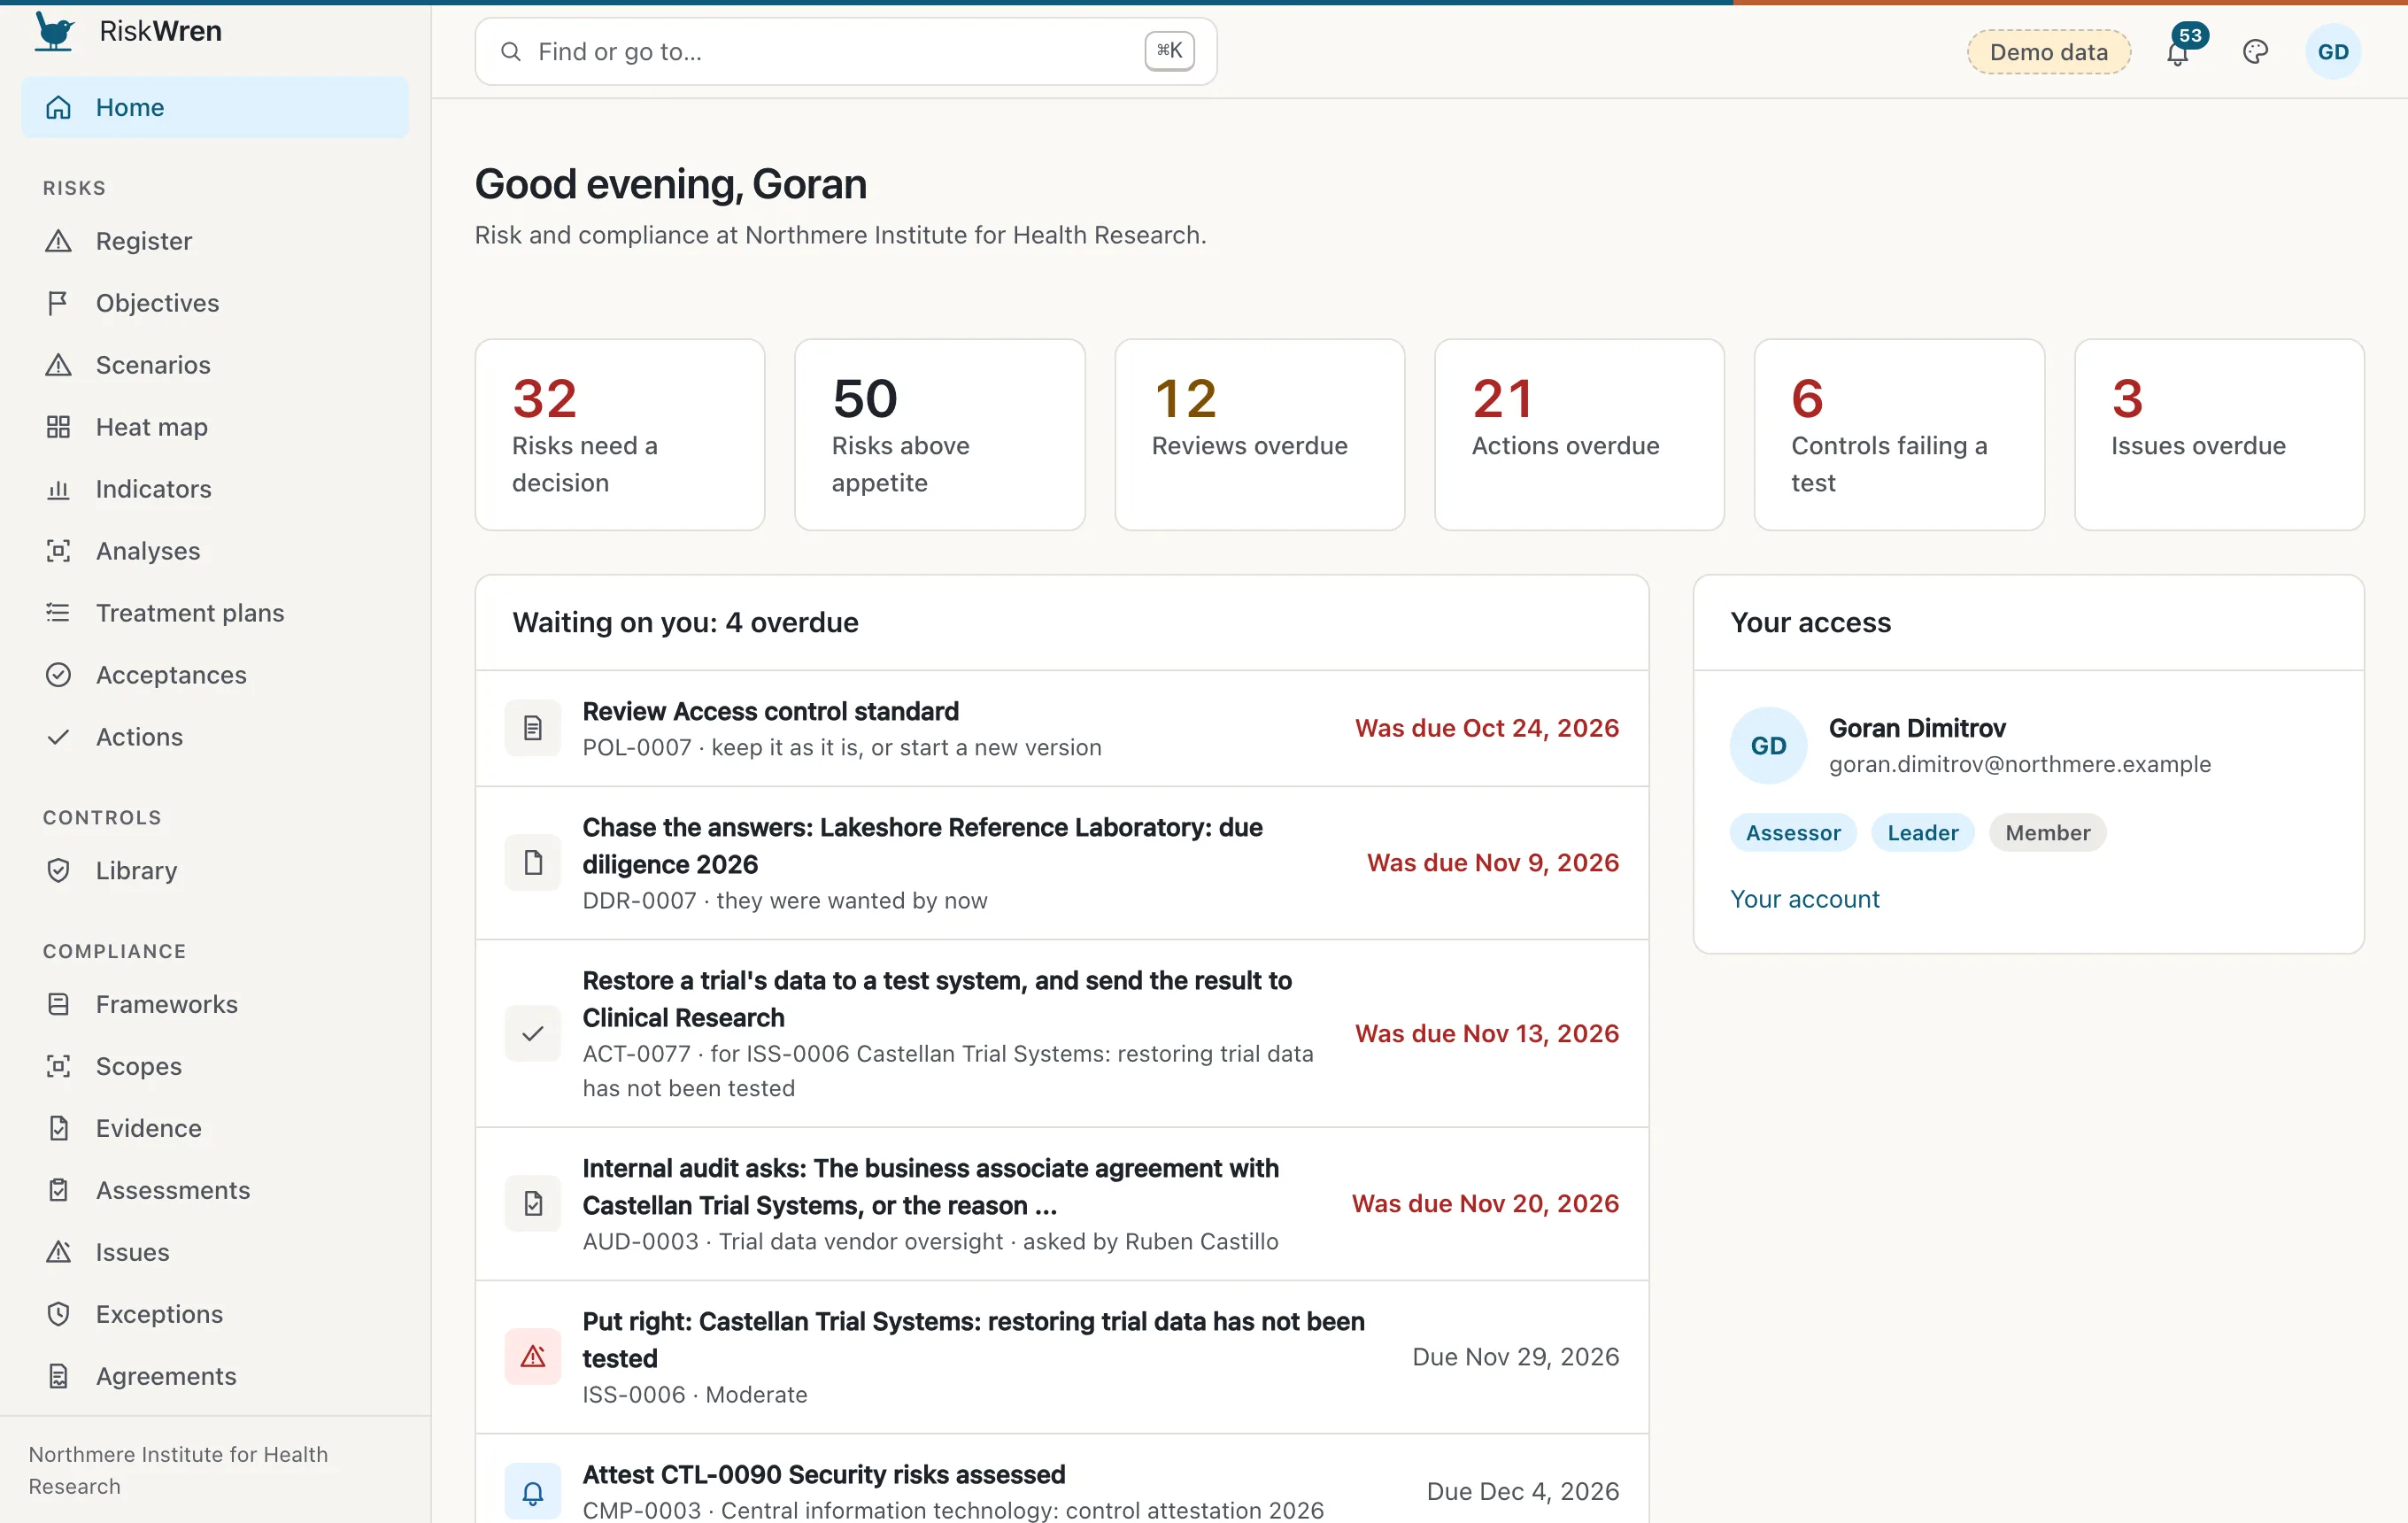 RiskWren
Find or go to...
⌘K
Demo data
53
GD
Home
RISKS
Register
Objectives
Scenarios
Heat map
Indicators
Analyses
Treatment plans
Acceptances
Actions
CONTROLS
Library
COMPLIANCE
Frameworks
Scopes
Evidence
Assessments
Issues
Exceptions
Agreements
Northmere Institute for Health
Research
Good evening, Goran
Risk and compliance at Northmere Institute for Health Research.
32
Risks need a
decision
50
Risks above
appetite
12
Reviews overdue
21
Actions overdue
6
Controls failing a
test
3
Issues overdue
Waiting on you: 4 overdue
Review Access control standard
POL-0007 · keep it as it is, or start a new version
Was due Oct 24, 2026
Chase the answers: Lakeshore Reference Laboratory: due
diligence 2026
DDR-0007 · they were wanted by now
Was due Nov 9, 2026
Restore a trial's data to a test system, and send the result to
Clinical Research
ACT-0077 · for ISS-0006 Castellan Trial Systems: restoring trial data
has not been tested
Was due Nov 13, 2026
Internal audit asks: The business associate agreement with
Castellan Trial Systems, or the reason ...
AUD-0003 · Trial data vendor oversight · asked by Ruben Castillo
Was due Nov 20, 2026
Put right: Castellan Trial Systems: restoring trial data has not been
tested
ISS-0006 · Moderate
Due Nov 29, 2026
Attest CTL-0090 Security risks assessed
CMP-0003 · Central information technology: control attestation 2026
Due Dec 4, 2026
Your access
GD
Goran Dimitrov
goran.dimitrov@northmere.example
Assessor
Leader
Member
Your account